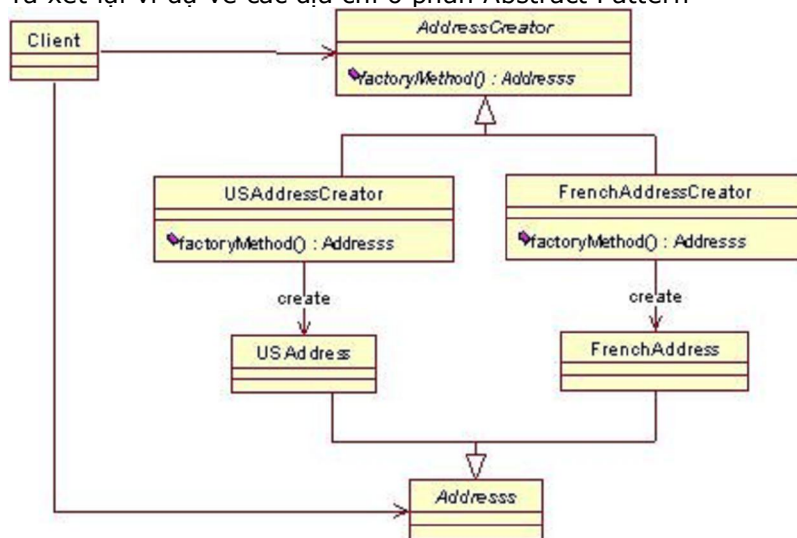 Ta xét lại ví dụ về các địa chỉ ở phần Abstract Pattern
Client
AddressCreator
factoryMethod() : Addresss
USAddressCreator
factoryMethod() : Addresss
FrenchAddressCreator
factoryMethod() : Addresss
create
create
USAddress
FrenchAddress
Addresss